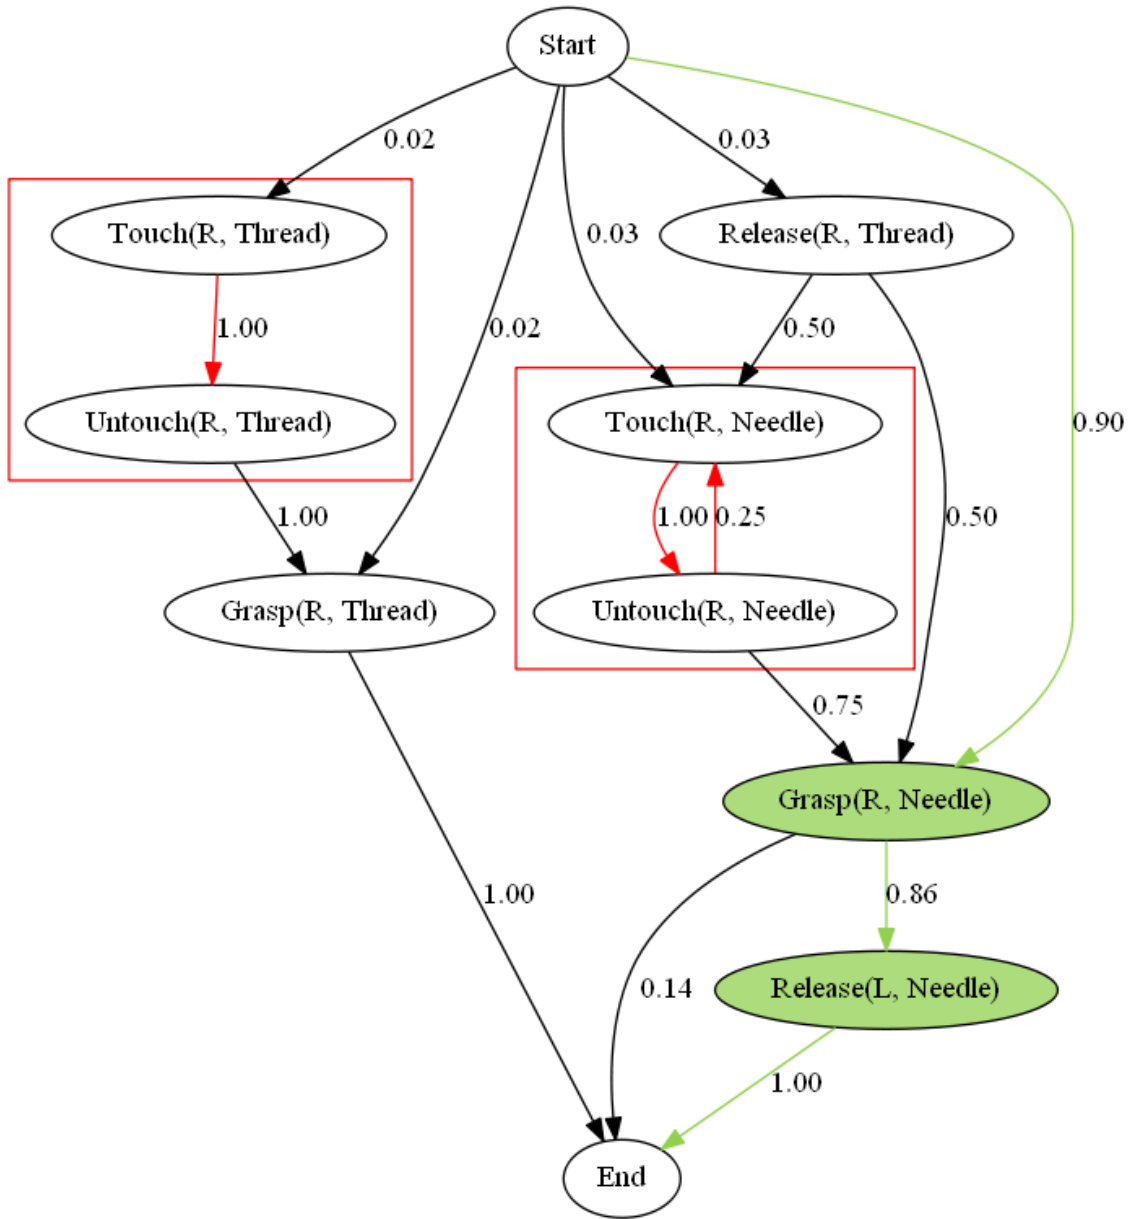 Start
0.02
0.03
Touch(R, Thread)
Release(R, Thread)
0.03
1.00
0.02
0.50
0.90
Untouch(R, Thread)
Touch(R, Needle)
1.00
1.00
0.25
0.50
Grasp(R, Thread)
Untouch(R, Needle)
0.75
Grasp(R, Needle)
1.00
0.86
0.14
Release(L, Needle)
1.00
End